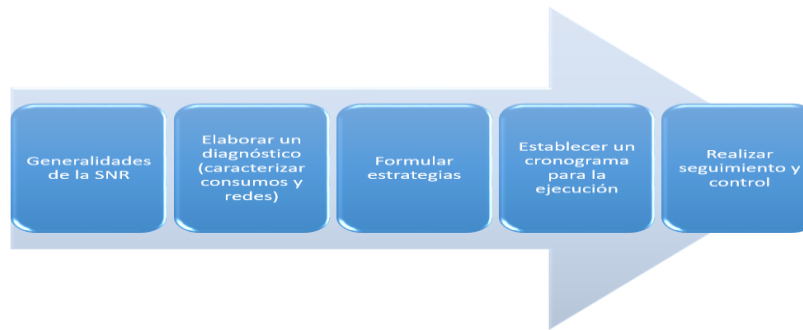 Generalidades
de la SNR
Elaborar un
diagnóstico
(caracterizar
consumos y
redes)
Formular
estrategias
Establecer un
cronograma
para la
ejecución
Realizar
seguimiento y
control